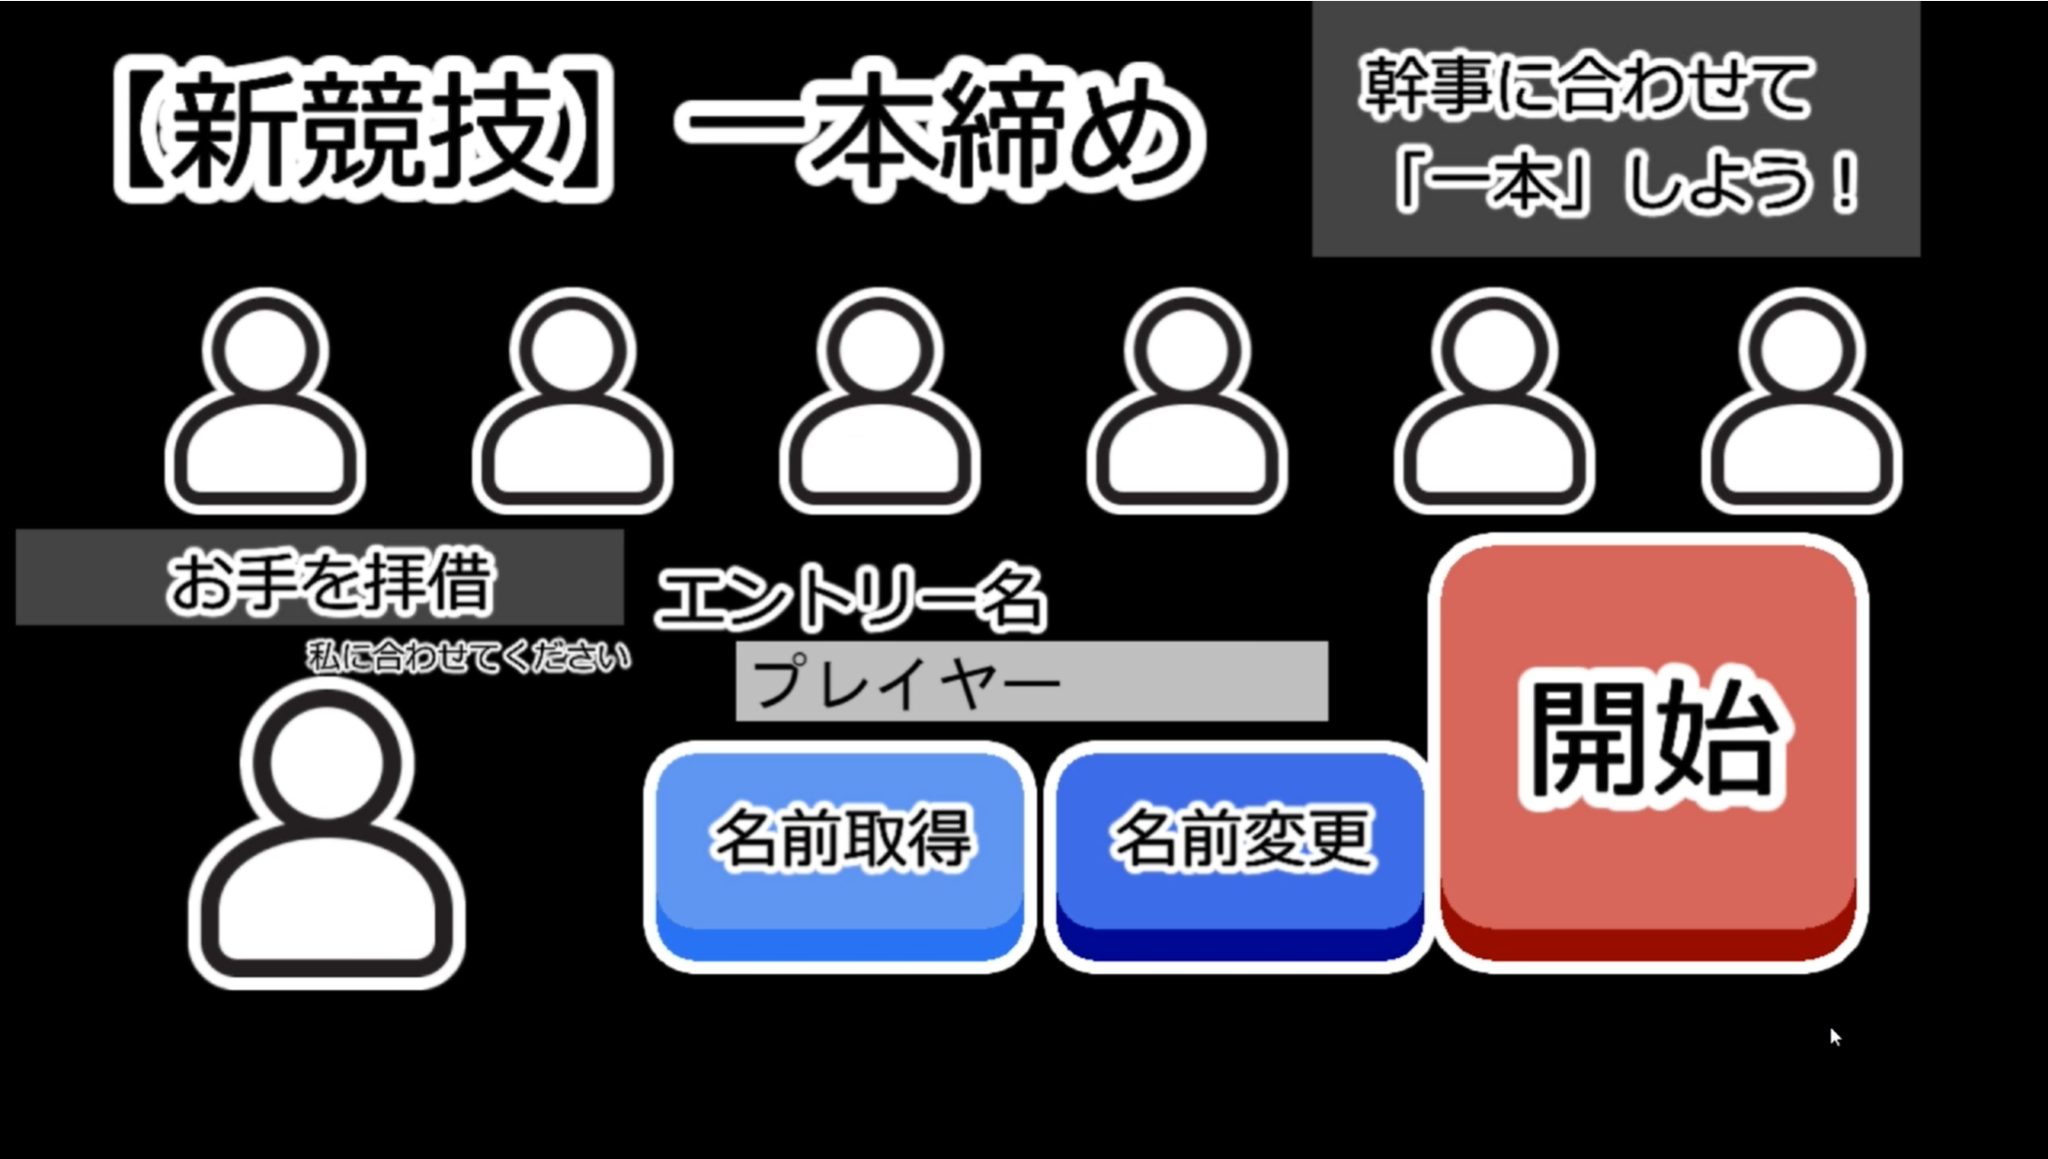 【新競技】一本締め
幹事に合わせて
「一本」しよう！
お手を拝借
私に合わせてください
エントリー名
プレイヤー
名前取得
名前変更
開始